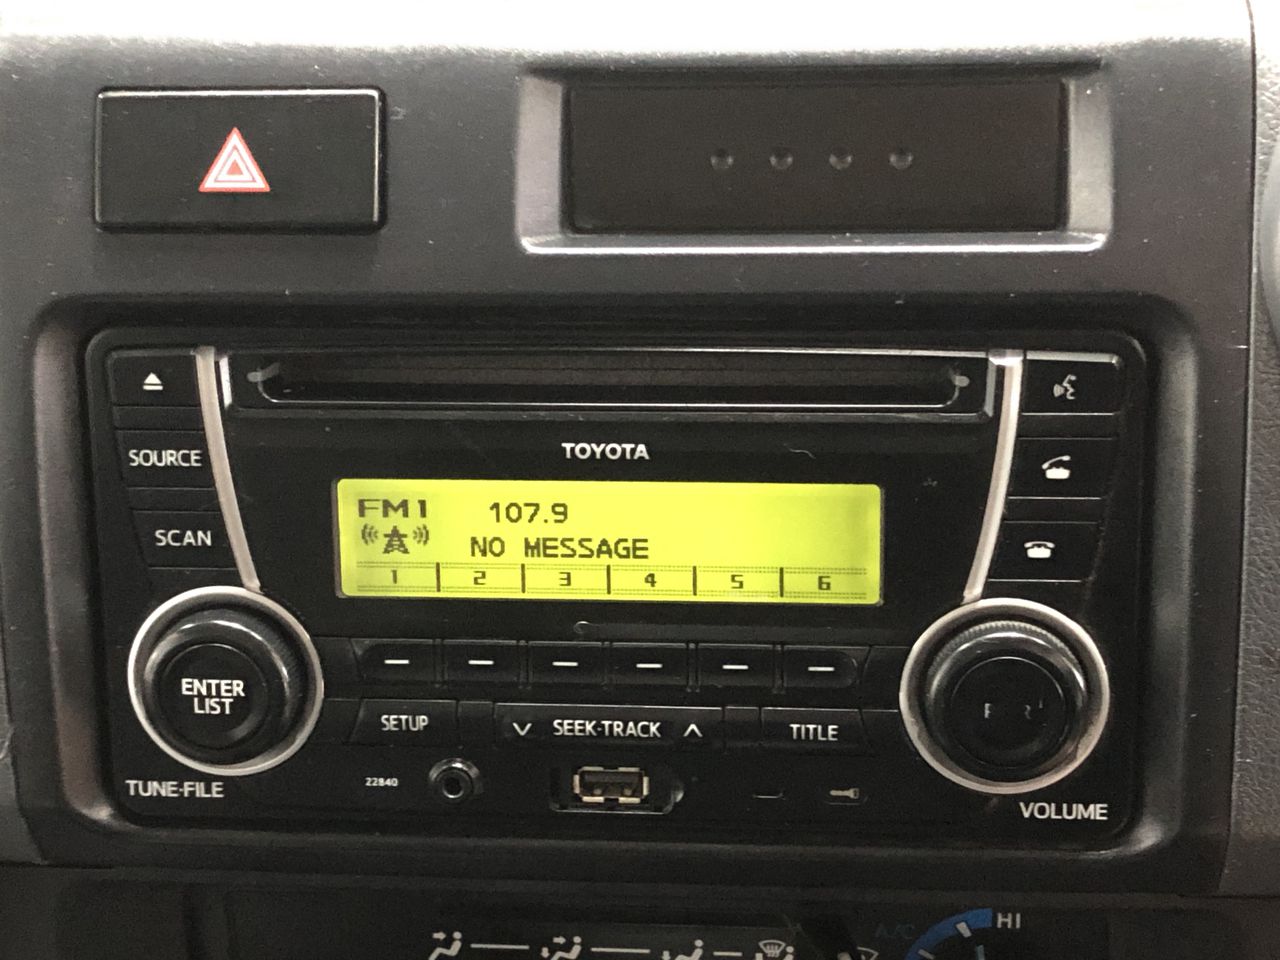 TOYOTA
SOURCE
FM1 107.9
SCAN
NO MESSAGE
1 2 3 4 5 6
ENTER
LIST
SETUP
SEEK·TRACK
TITLE
22840
TUNE·FILE
VOLUME
A/C
HI